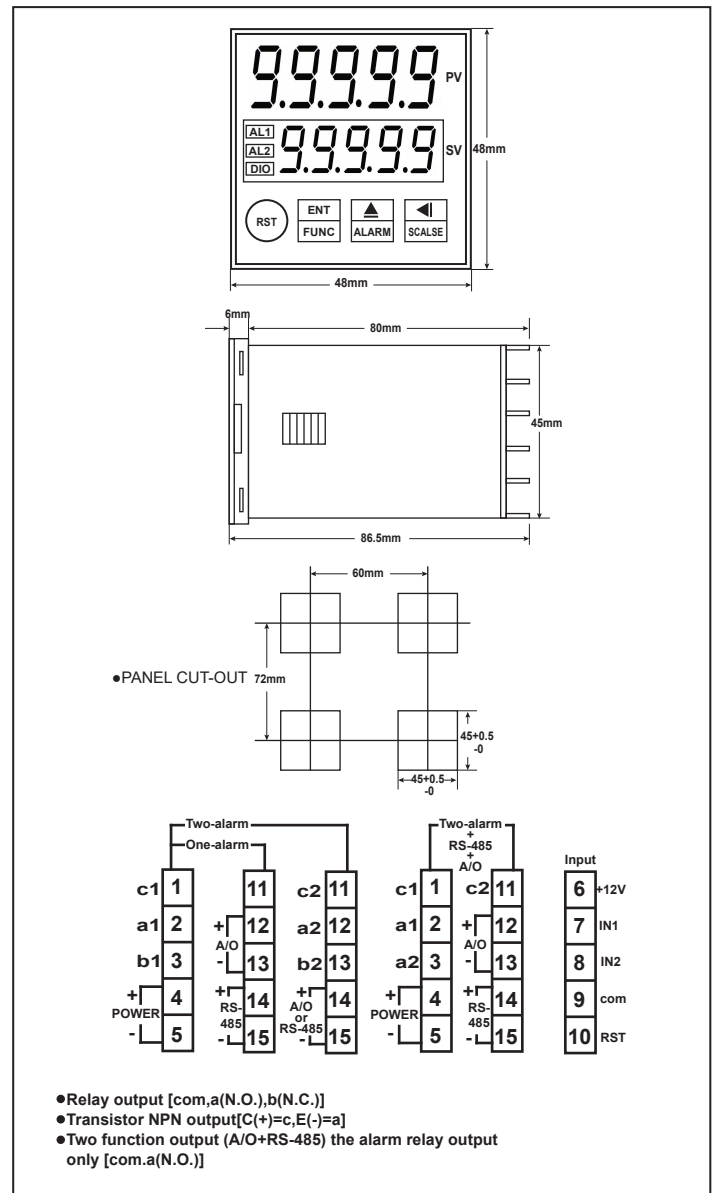 9.9.9.9.9 PV
AL1
AL2
DIO
9.9.9.9.9 SV
48mm
RST
ENT
FUNC
ALARM
SCALSE
48mm
6mm
80mm
45mm
86.5mm
60mm
●PANEL CUT-OUT 72mm
45+0.5
-0
45+0.5
-0
Two-alarm
One-alarm
c1 1
a1 2
b1 3
+ 4
POWER
- 5
11
+ 12
A/O
- 13
+ 14
RS-
485
- 15
c2 11
a2 12
b2 13
+ 14
A/O
or
RS-485
- 15
Two-alarm
+
RS-485
+
A/O
c1 1
a1 2
a2 3
+ 4
POWER
- 5
c2 11
+ 12
A/O
- 13
+ 14
RS-
485
- 15
Input
6 +12V
7 IN1
8 IN2
9 com
10 RST
●Relay output [com,a(N.O.),b(N.C.)]
●Transistor NPN output[C(+)=c,E(-)=a]
●Two function output (A/O+RS-485) the alarm relay output
only [com.a(N.O.)]